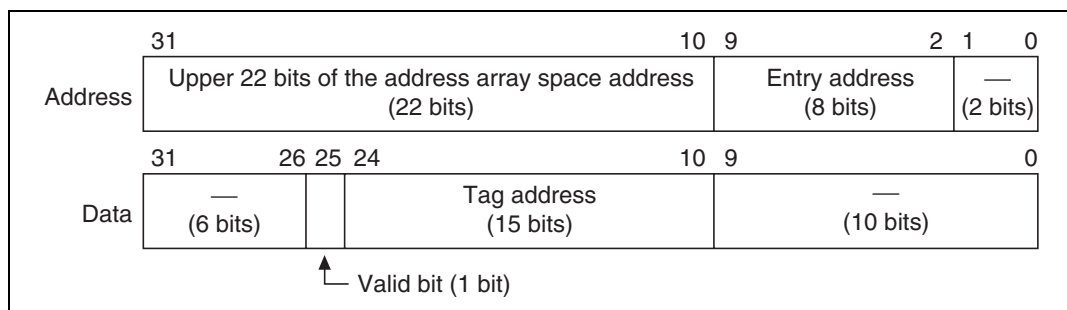 31 10 9 2 1 0
Address Upper 22 bits of the address array space address Entry address —
(22 bits) (8 bits) (2 bits)
31 26 25 24 10 9 0
Data — Tag address —
(6 bits) (15 bits) (10 bits)
Valid bit (1 bit)